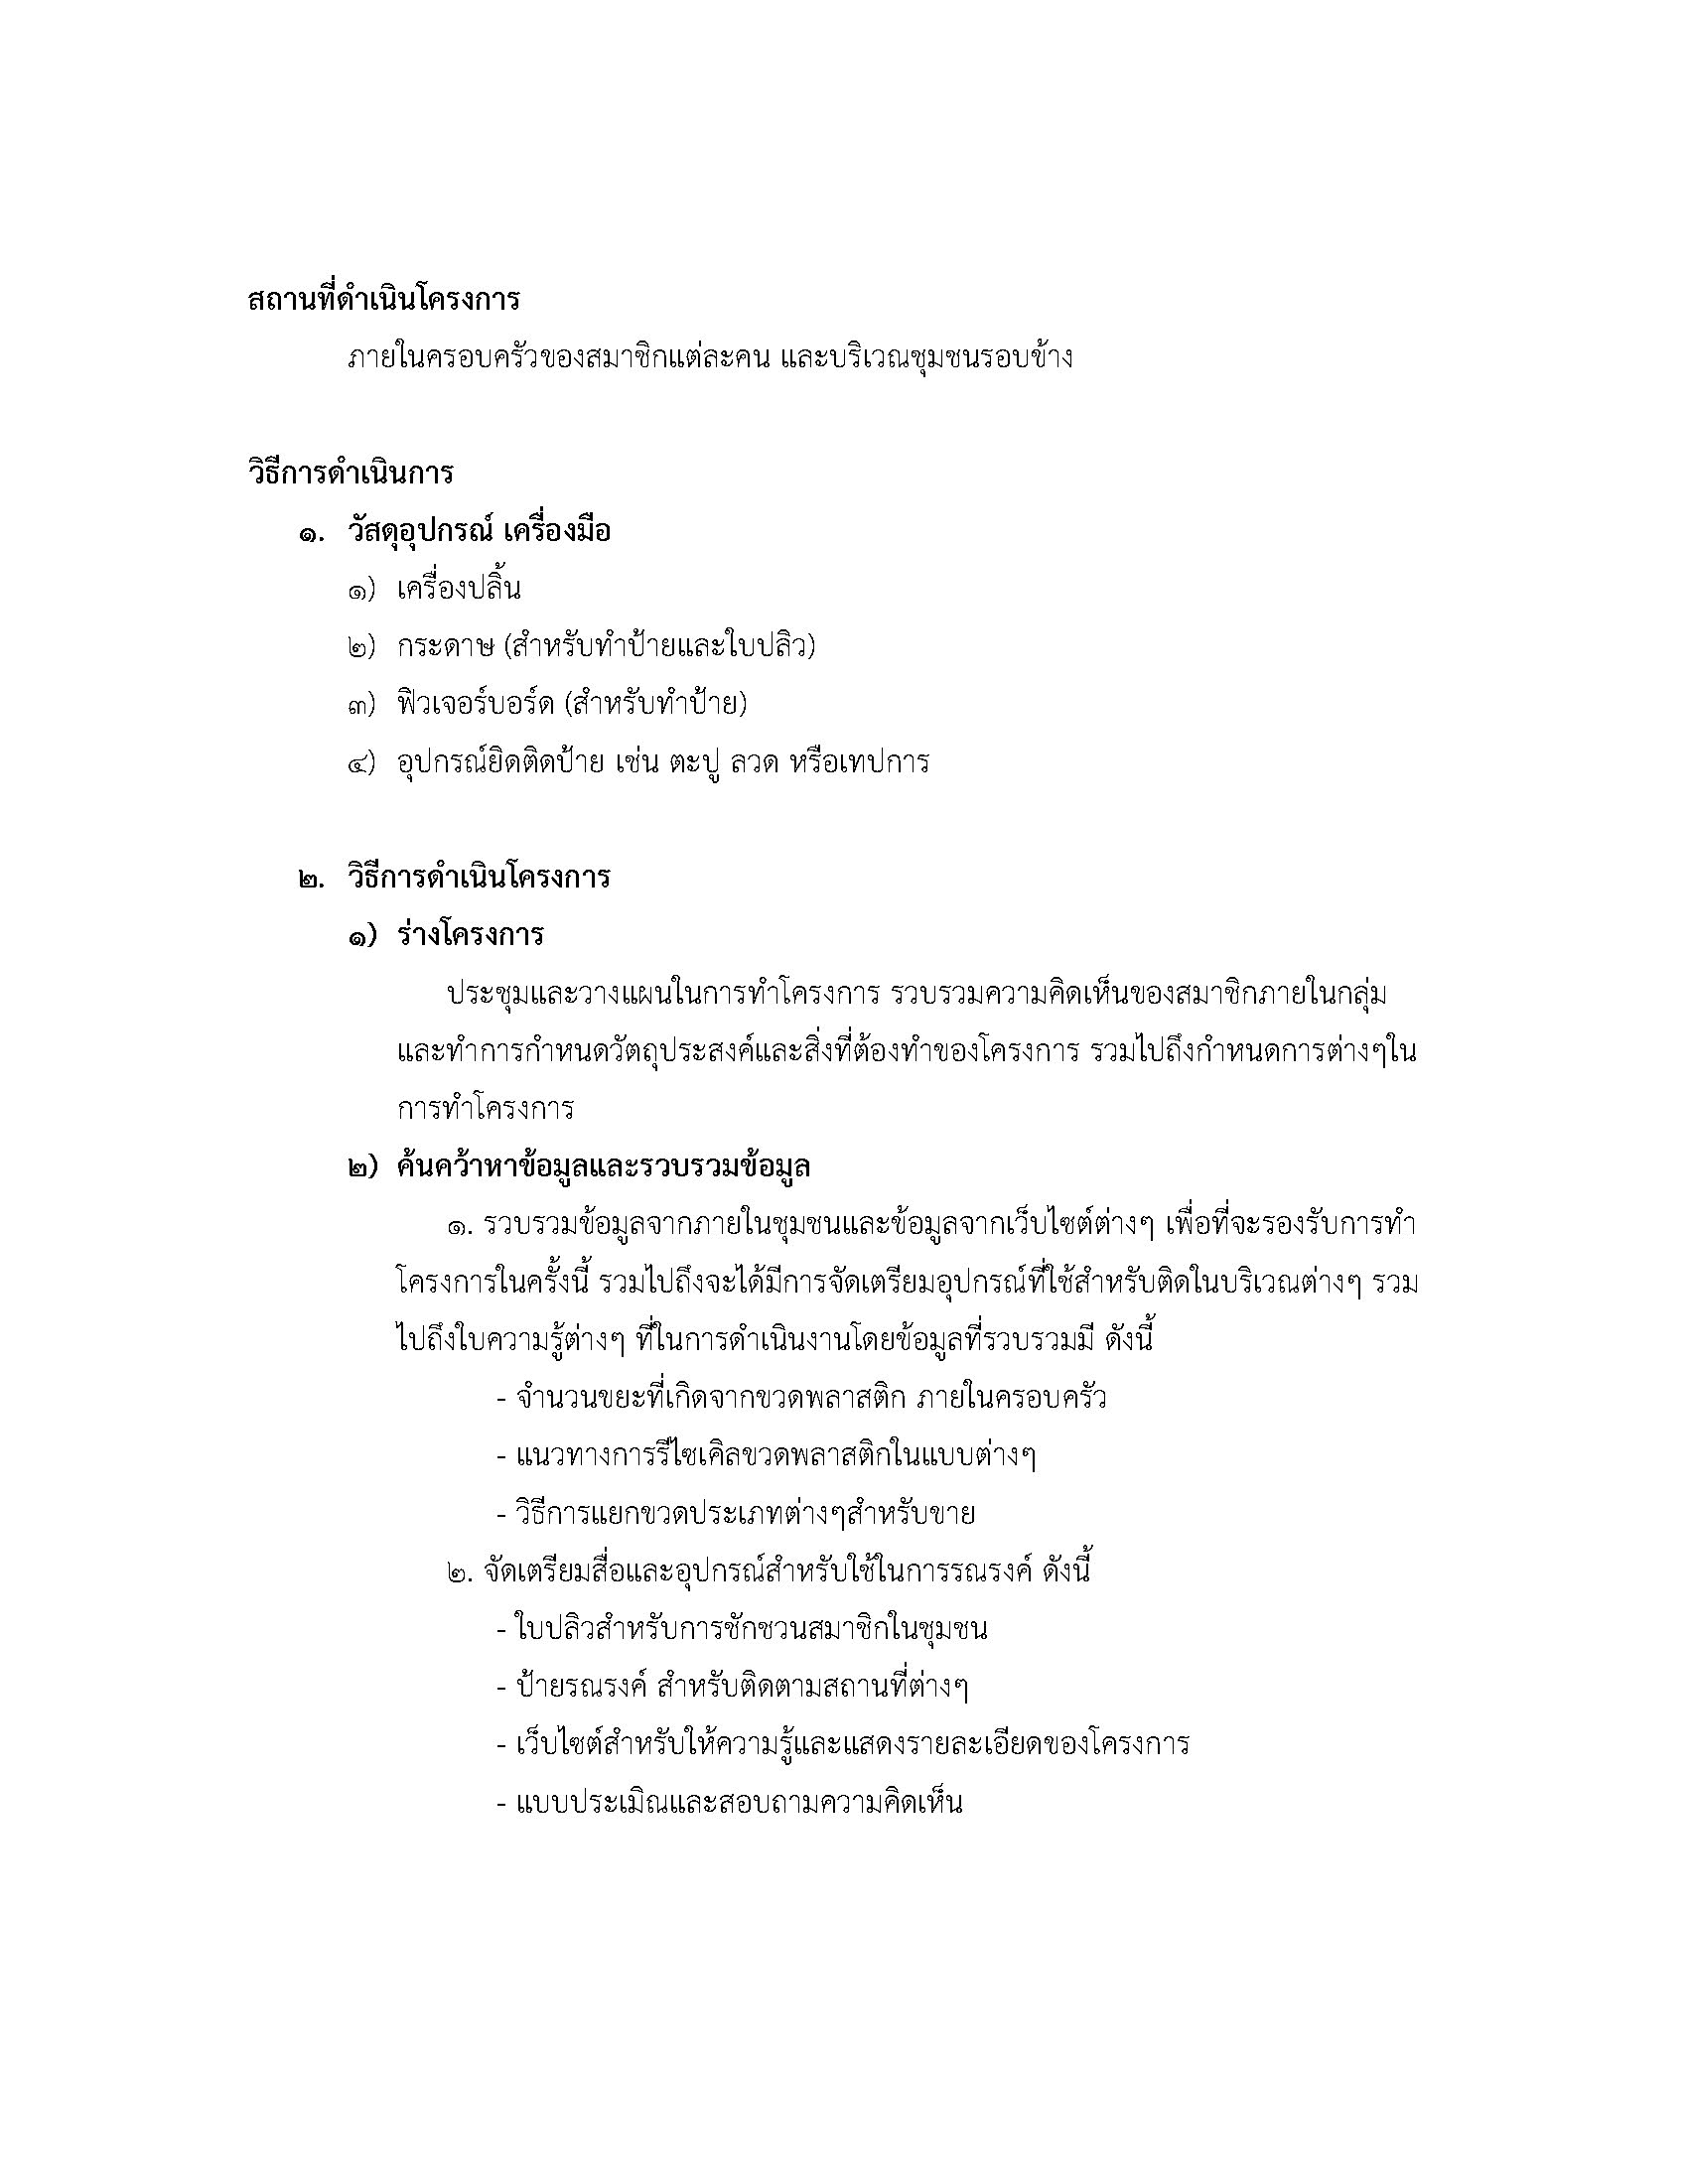 สถานที่ดำเนินโครงการ
ภายในครอบครัวของสมาชิกแต่ละคน และบริเวณชุมชนรอบข้าง
วิธีการดำเนินการ
๑. วัสดุอุปกรณ์ เครื่องมือ
๑) เครื่องปลิ้น
๒) กระดาษ (สำหรับทำป้ายและใบปลิว)
๓) ฟิวเจอร์บอร์ด (สำหรับทำป้าย)
๔) อุปกรณ์ยิดติดป้าย เช่น ตะปู ลวด หรือเทปการ
๒. วิธีการดำเนินโครงการ
๑) ร่างโครงการ
ประชุมและวางแผนในการทำโครงการ รวบรวมความคิดเห็นของสมาชิกภายในกลุ่ม
และทำการกำหนดวัตถุประสงค์และสิ่งที่ต้องทำของโครงการ รวมไปถึงกำหนดการต่างๆใน
การทำโครงการ
๒) ค้นคว้าหาข้อมูลและรวบรวมข้อมูล
๑. รวบรวมข้อมูลจากภายในชุมชนและข้อมูลจากเว็บไซต์ต่างๆ เพื่อที่จะรองรับการทำ
โครงการในครั้งนี้ รวมไปถึงจะได้มีการจัดเตรียมอุปกรณ์ที่ใช้สำหรับติดในบริเวณต่างๆ รวม
ไปถึงใบความรู้ต่างๆ ที่ในการดำเนินงานโดยข้อมูลที่รวบรวมมี ดังนี้
- จำนวนขยะที่เกิดจากขวดพลาสติก ภายในครอบครัว
- แนวทางการรีไซเคิลขวดพลาสติกในแบบต่างๆ
- วิธีการแยกขวดประเภทต่างๆสำหรับขาย
๒. จัดเตรียมสื่อและอุปกรณ์สำหรับใช้ในการรณรงค์ ดังนี้
- ใบปลิวสำหรับการชักชวนสมาชิกในชุมชน
- ป้ายรณรงค์ สำหรับติดตามสถานที่ต่างๆ
- เว็บไซต์สำหรับให้ความรู้และแสดงรายละเอียดของโครงการ
- แบบประเมิณและสอบถามความคิดเห็น